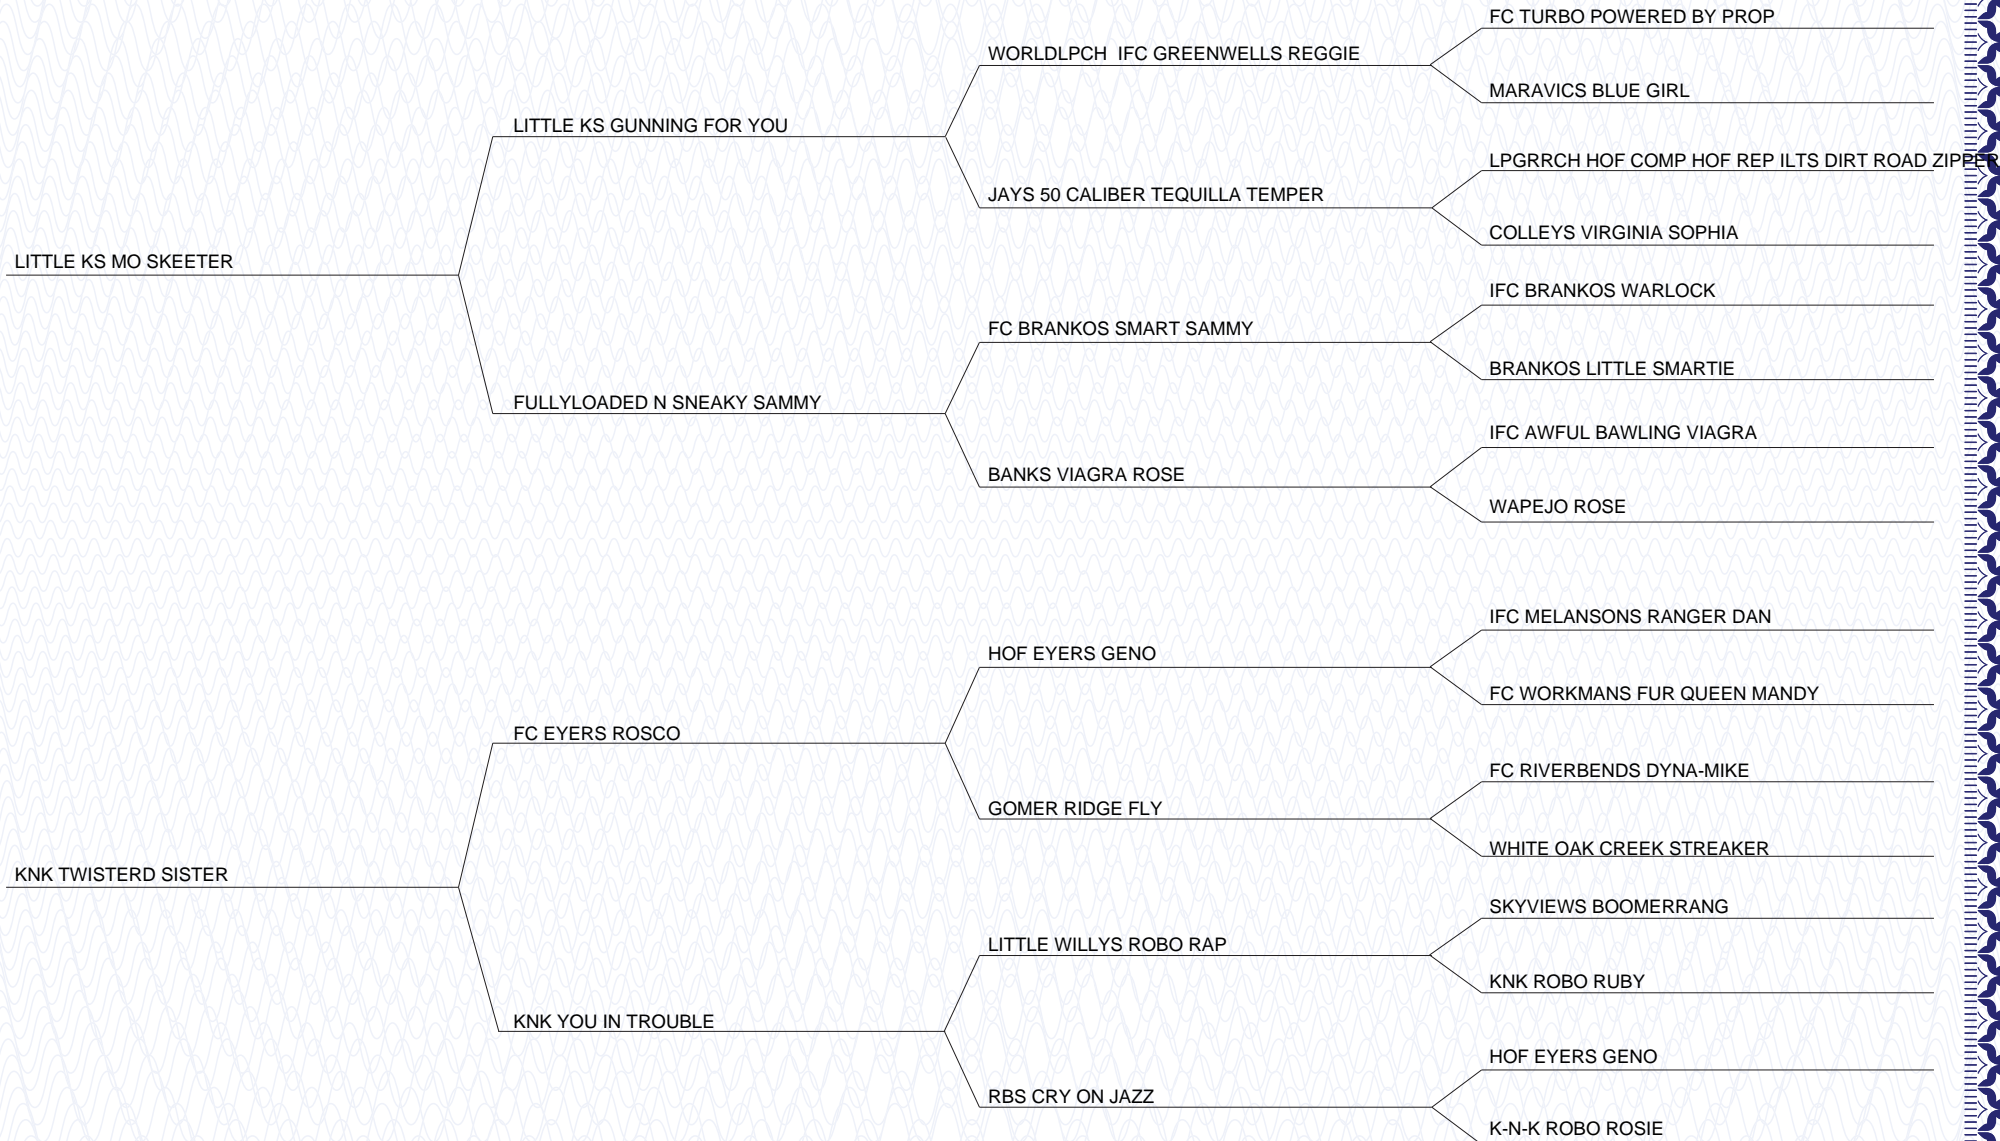 FC TURBO POWERED BY PROP
WORLDLPCH IFC GREENWELLS REGGIE
MARAVICS BLUE GIRL
LITTLE KS GUNNING FOR YOU
LPGRRCH HOF COMP HOF REP ILTS DIRT ROAD ZIPPER
JAYS 50 CALIBER TEQUILLA TEMPER
COLLEYS VIRGINIA SOPHIA
LITTLE KS MO SKEETER
IFC BRANKOS WARLOCK
FC BRANKOS SMART SAMMY
BRANKOS LITTLE SMARTIE
FULLYLOADED N SNEAKY SAMMY
IFC AWFUL BAWLING VIAGRA
BANKS VIAGRA ROSE
WAPEJO ROSE
IFC MELANSONS RANGER DAN
HOF EYERS GENO
FC WORKMANS FUR QUEEN MANDY
FC EYERS ROSCO
FC RIVERBENDS DYNA-MIKE
GOMER RIDGE FLY
WHITE OAK CREEK STREAKER
KNK TWISTERD SISTER
SKYVIEWS BOOMERRANG
LITTLE WILLYS ROBO RAP
KNK ROBO RUBY
KNK YOU IN TROUBLE
HOF EYERS GENO
RBS CRY ON JAZZ
K-N-K ROBO ROSIE